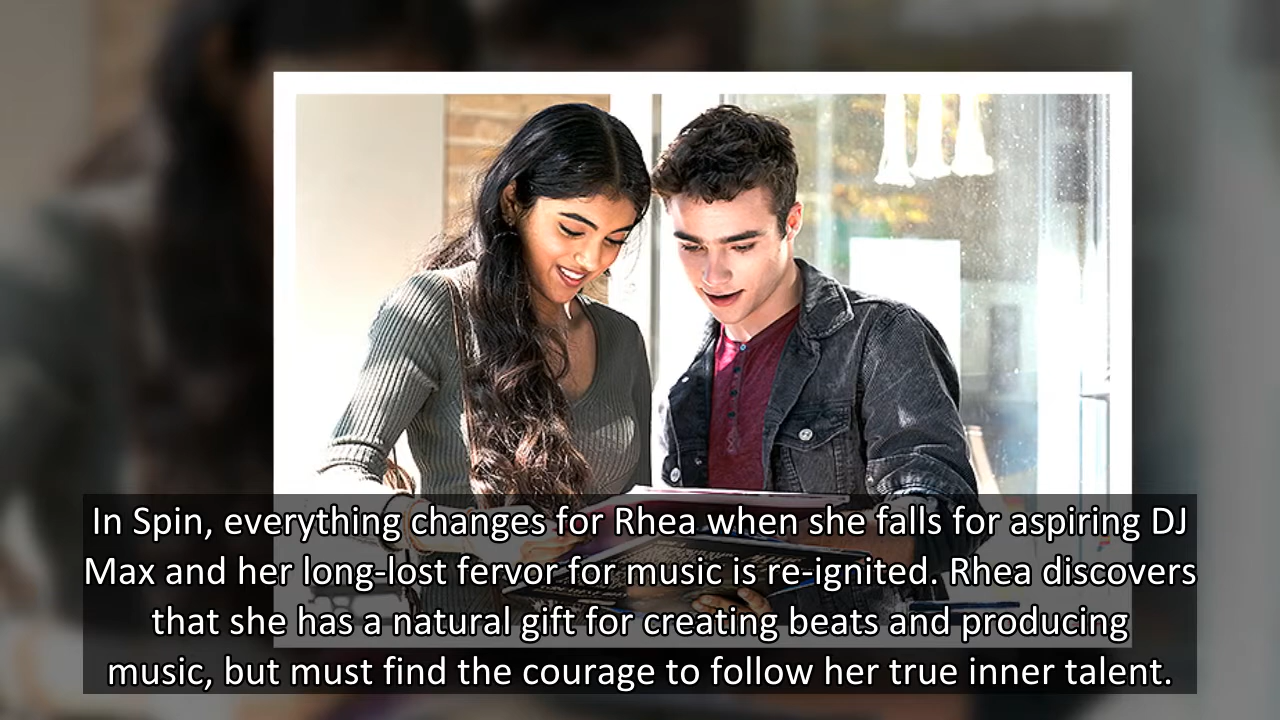 In Spin, everything changes for Rhea when she falls for aspiring DJ
Max and her long-lost fervor for music is re-ignited. Rhea discovers
that she has a natural gift for creating beats and producing
music, but must find the courage to follow her true inner talent.